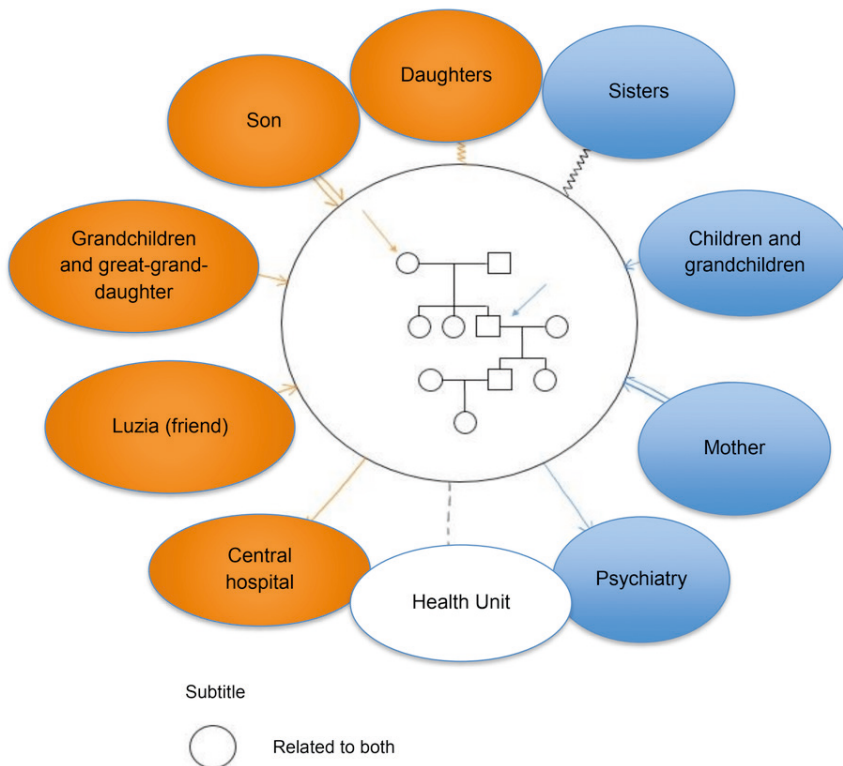 Daughters
Sisters
Son
Grandchildren
and great-grand-
daughter
Children and
grandchildren
Luzia (friend)
Mother
Central
hospital
Health Unit
Psychiatry
Subtitle
Related to both